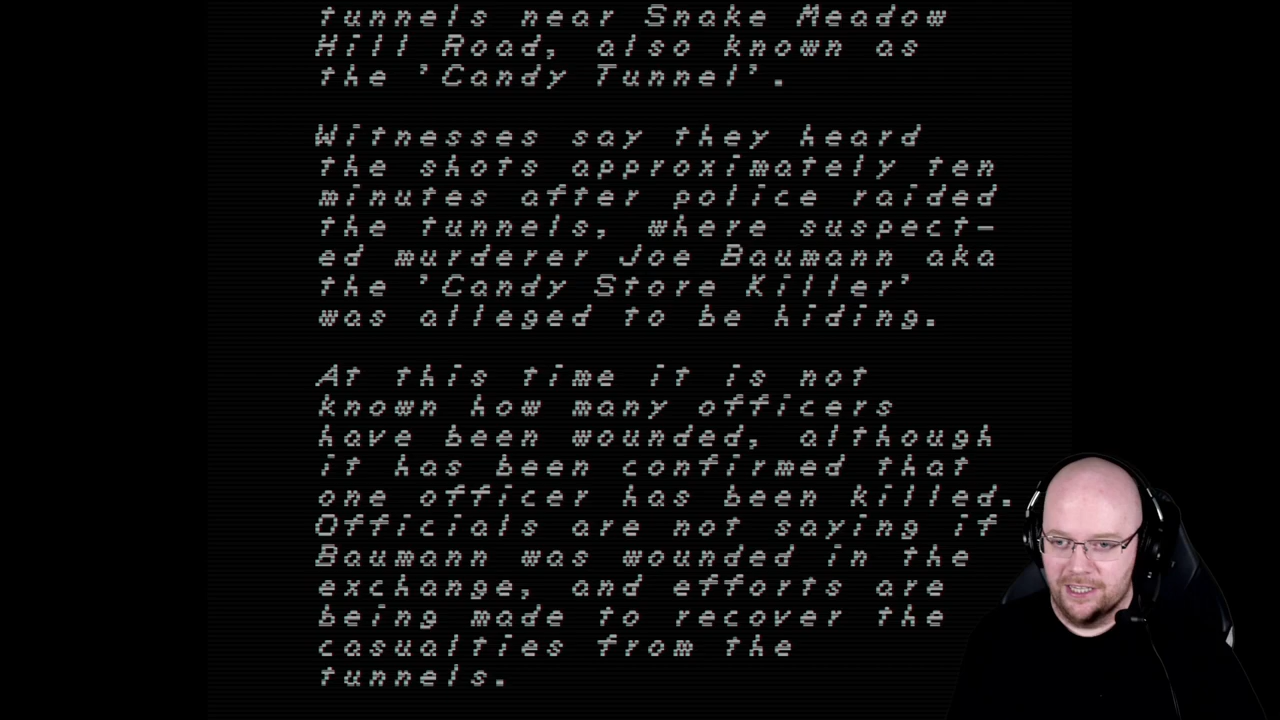 tunnels near Snake Meadow
Hill Road, also known as
the 'Candy Tunnel'.
Witnesses say they heard
the shots approximately ten
minutes after police raided
the tunnels, where suspect-
ed murderer Joe Baumann aka
the 'Candy Store Killer'
was alleged to be hiding.
At this time it is not
known how many officers
have been wounded, although
it has been confirmed that
one officer has been killed.
Officials are not saying if
Baumann was wounded in the
exchange, and efforts are
being made to recover the
casualties from the
tunnels.